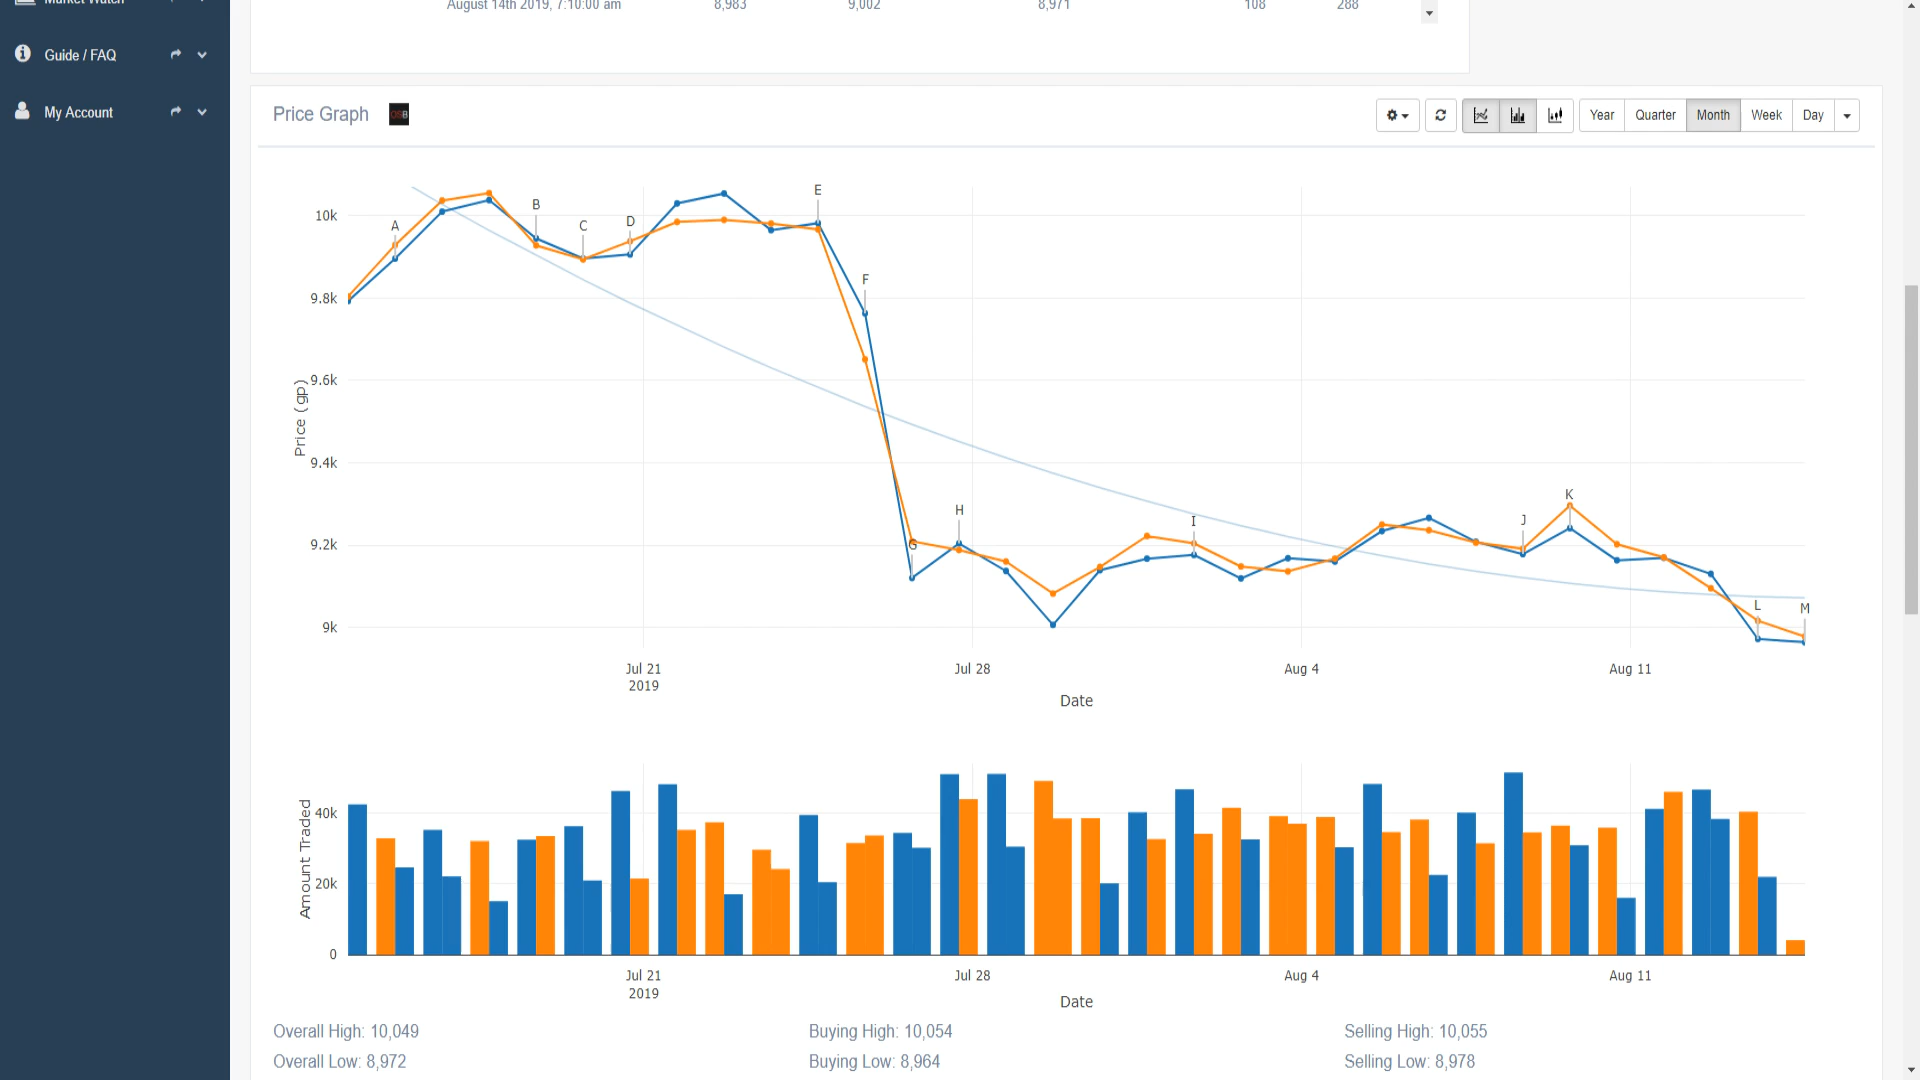 Market Watch
August 14th 2019, 7:10:00 am 8,983 9,002 8,971 108 288
Guide / FAQ
My Account
Price Graph OSB
Year Quarter Month Week Day
E
B
A C D
10k
F
9.8k
9.6k
Price (gp)
9.4k
K
H
I J
9.2k
G
L M
9k
Jul 21 Jul 28 Aug 4 Aug 11
2019
Date
Amount Traded
40k
20k
0
Jul 21 Jul 28 Aug 4 Aug 11
2019
Date
Overall High: 10,049 Buying High: 10,054 Selling High: 10,055
Overall Low: 8,972 Buying Low: 8,964 Selling Low: 8,978